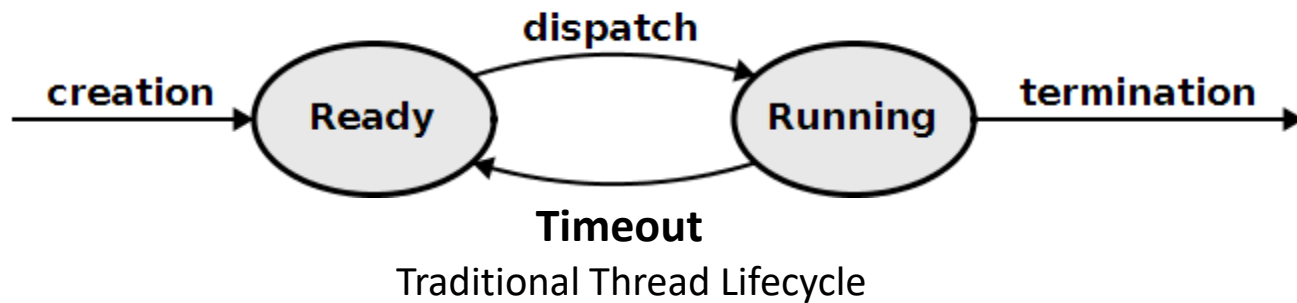 dispatch
creation
Ready
Running
termination
Timeout
Traditional Thread Lifecycle